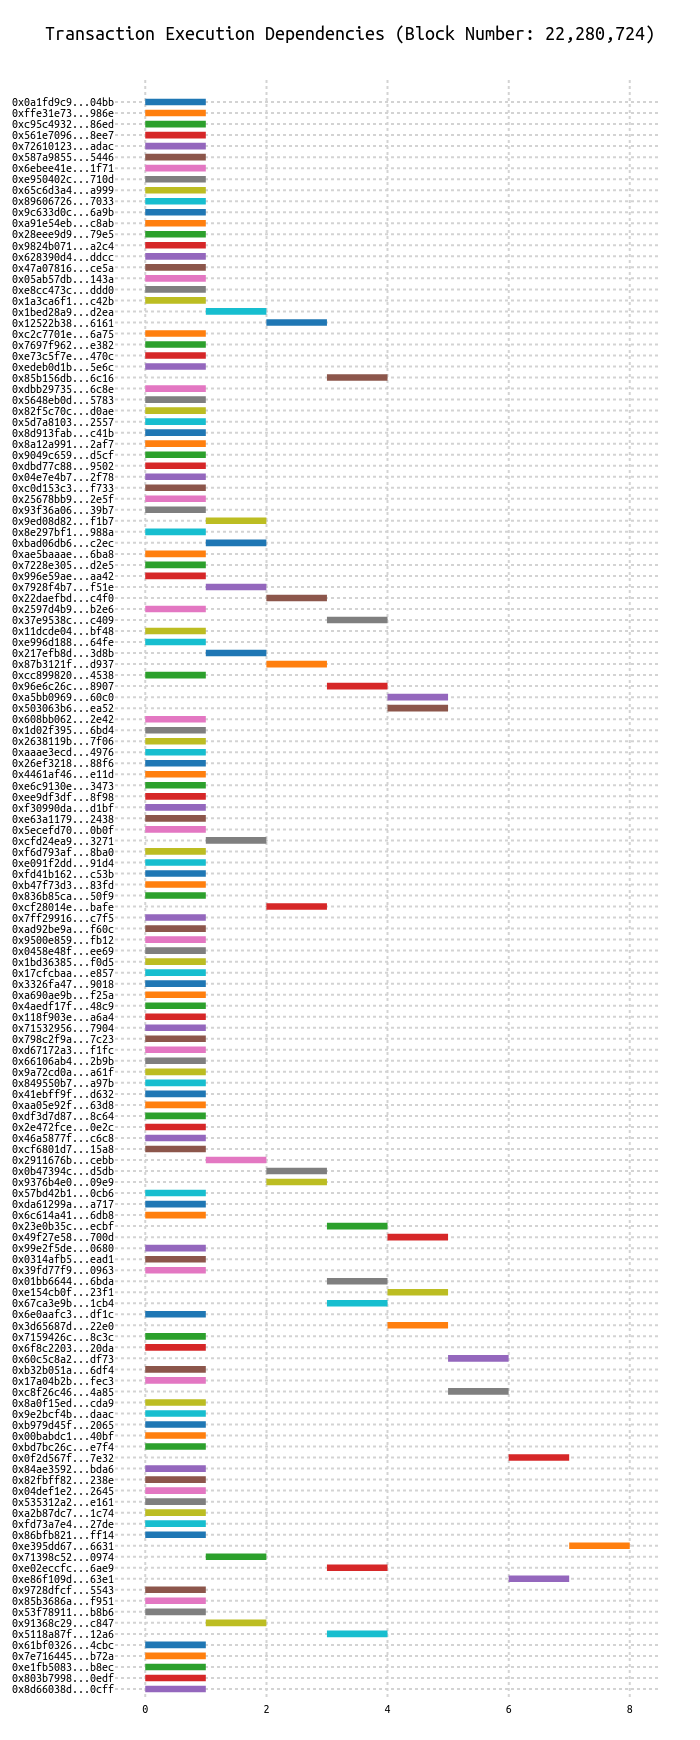 Transaction Execution Dependencies (Block Number: 22,280,724)
0x0a1fd9c9...04bb
0xffe31e73...986e
0xc95c4932...86ed
0x561e7096...8ee7
0x72610123...adac
0x587a9855...5446
0x6ebee41e...1f71
0xe950402c...710d
0x65c6d3a4...a999
0x89606726...7033
0x9c633d0c...6a9b
0xa91e54eb...c8ab
0x28eee9d9...79e5
0x9824b071...a2c4
0x628390d4...ddcc
0x47a07816...ce5a
0x05ab57db...143a
0xe8cc473c...ddd0
0x1a3ca6f1...c42b
0x1bed28a9...d2ea
0x12522b38...6161
0xc2c7701e...6a75
0x7697f962...e382
0xe73c5f7e...470c
0xedeb0d1b...5e6c
0x85b156db...6c16
0xdbb29735...6c8e
0x5648eb0d...5783
0x82f5c70c...d0ae
0x5d7a8103...2557
0x8d913fab...c41b
0x8a12a991...2af7
0x9049c659...d5cf
0xdbd77c88...9502
0x04e7e4b7...2f78
0xc0d153c3...f733
0x25678bb9...2e5f
0x93f36a06...39b7
0x9ed08d82...f1b7
0x8e297bf1...988a
0xbad06db6...c2ec
0xae5baaae...6ba8
0x7228e305...d2e5
0x996e59ae...aa42
0x7928f4b7...f51e
0x22daefbd...c4f0
0x2597d4b9...b2e6
0x37e9538c...c409
0x11dcde04...bf48
0xe996d188...64fe
0x217efb8d...3d8b
0x87b3121f...d937
0xcc899820...4538
0x96e6c26c...8907
0xa5bb0969...60c0
0x503063b6...ea52
0x608bb062...2e42
0x1d02f395...6bd4
0x2638119b...7f06
0xaaae3ecd...4976
0x26ef3218...88f6
0x4461af46...e11d
0xe6c9130e...3473
0xee9df3df...8f98
0xf30990da...d1bf
0xe63a1179...2438
0x5ecefd70...0b0f
0xcfd24ea9...3271
0xf6d793af...8ba0
0xe091f2dd...91d4
0xfd41b162...c53b
0xb47f73d3...83fd
0x836b85ca...50f9
0xcf28014e...bafe
0x7ff29916...c7f5
0xad92be9a...f60c
0x9500e859...fb12
0x0458e48f...ee69
0x1bd36385...f0d5
0x17cfcbaa...e857
0x3326fa47...9018
0xa690ae9b...f25a
0x4aedf17f...48c9
0x118f903e...a6a4
0x71532956...7904
0x798c2f9a...7c23
0xd67172a3...f1fc
0x66106ab4...2b9b
0x9a72cd0a...a61f
0x849550b7...a97b
0x41ebff9f...d632
0xaa05e92f...63d8
0xdf3d7d87...8c64
0x2e472fce...0e2c
0x46a5877f...c6c8
0xcf6801d7...15a8
0x2911676b...cebb
0x0b47394c...d5db
0x9376b4e0...09e9
0x57bd42b1...0cb6
0xda61299a...a717
0x6c614a41...6db8
0x23e0b35c...ecbf
0x49f27e58...700d
0x99e2f5de...0680
0x0314afb5...ead1
0x39fd77f9...0963
0x01bb6644...6bda
0xe154cb0f...23f1
0x67ca3e9b...1cb4
0x6e0aafc3...df1c
0x3d65687d...22e0
0x7159426c...8c3c
0x6f8c2203...20da
0x60c5c8a2...df73
0xb32b051a...6df4
0x17a04b2b...fec3
0xc8f26c46...4a85
0x8a0f15ed...cda9
0x9e2bcf4b...daac
0xb979d45f...2065
0x00babdc1...40bf
0xbd7bc26c...e7f4
0x0f2d567f...7e32
0x84ae3592...bda6
0x82fbff82...238e
0x04def1e2...2645
0x535312a2...e161
0xa2b87dc7...1c74
0xfd73a7e4...27de
0x86bfb821...ff14
0xe395dd67...6631
0x71398c52...0974
0xe02eccfc...6ae9
0xe86f109d...63e1
0x9728dfcf...5543
0x85b3686a...f951
0x53f78911...b8b6
0x91368c29...c847
0x5118a87f...12a6
0x61bf0326...4cbc
0x7e716445...b72a
0xe1fb5083...b8ec
0x803b7998...0edf
0x8d66038d...0cff
0 2 4 6 8